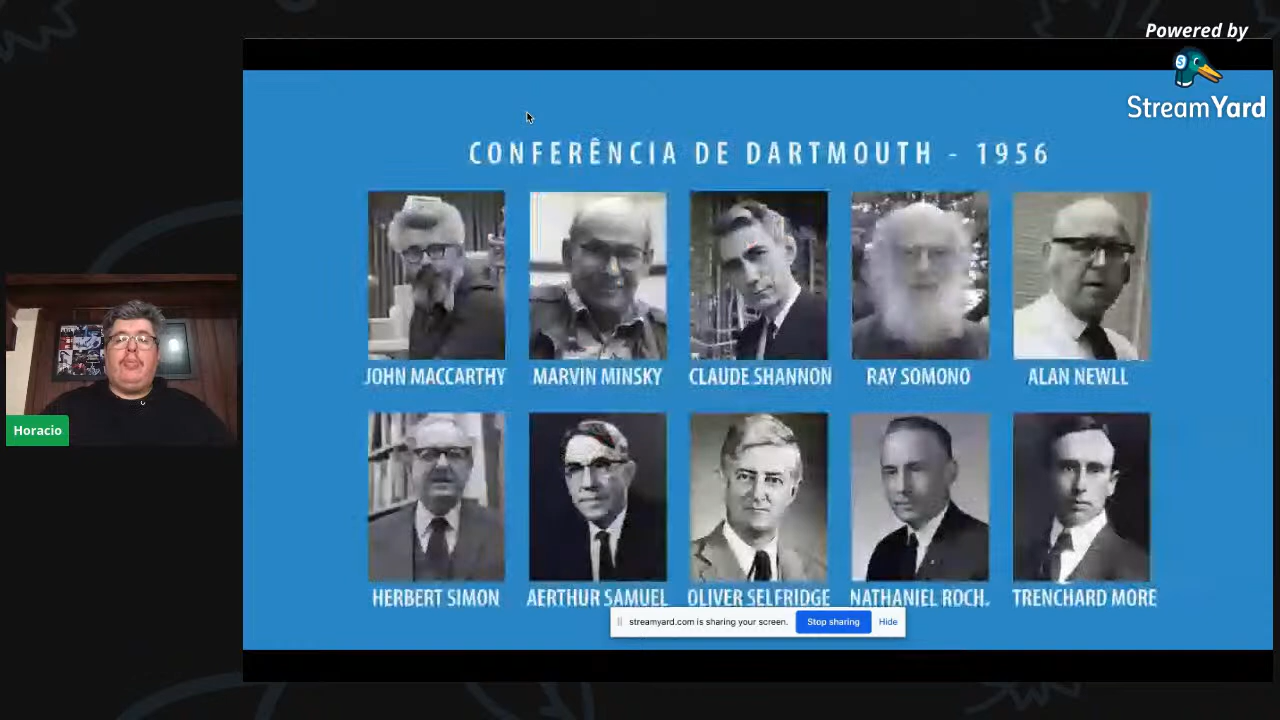 Powered by
StreamYard
CONFERÊNCIA DE DARTMOUTH - 1956
JOHN MACCARTHY
MARVIN MINSKY
CLAUDE SHANNON
RAY SOMONO
ALAN NEWLL
HERBERT SIMON
AERTHUR SAMUEL
OLIVER SELFRIDGE
NATHANIEL ROCH.
TRENCHARD MORE
streamyard.com is sharing your screen.
Stop sharing
Hide
Horacio